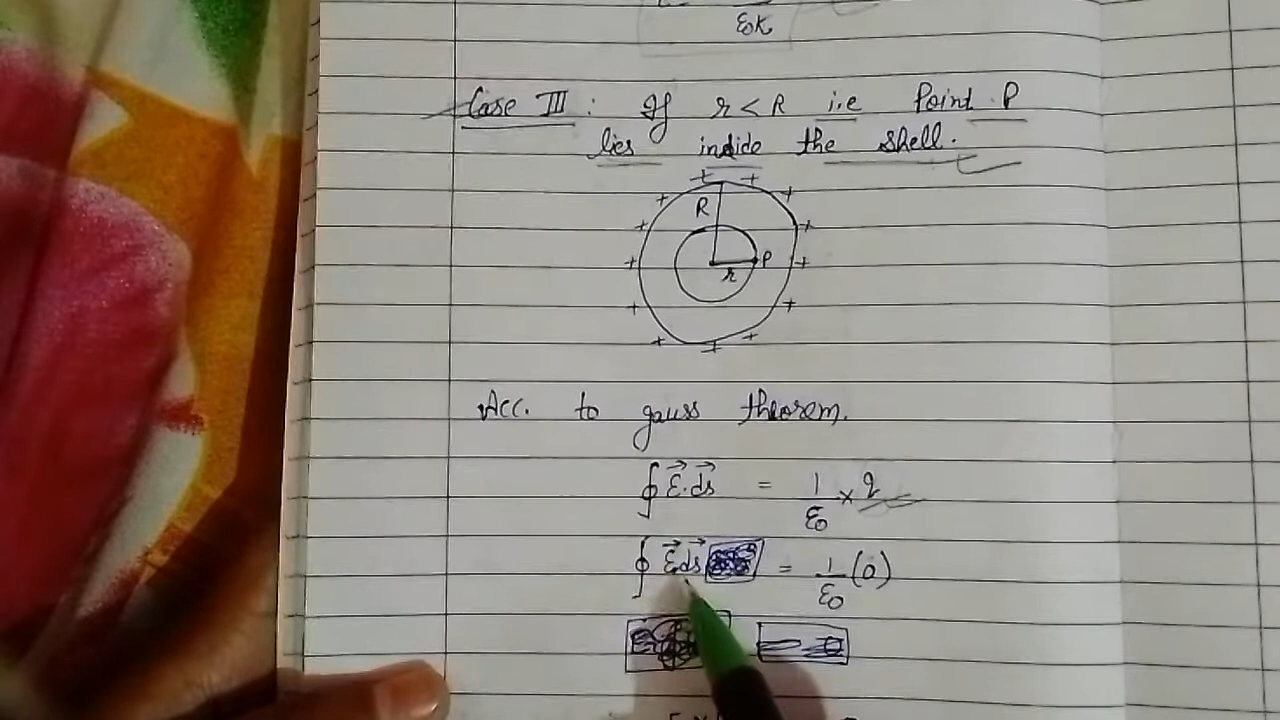 ε0K
Case III : If r < R i.e Point P
lies inside the shell.
+ + + + + + + + + + + + + +
R
P
r
Acc. to gauss theorem.
∮ E⃗.ds⃗ = 1/ε0 × q
∮ E⃗.ds⃗ = 1/ε0 (0)